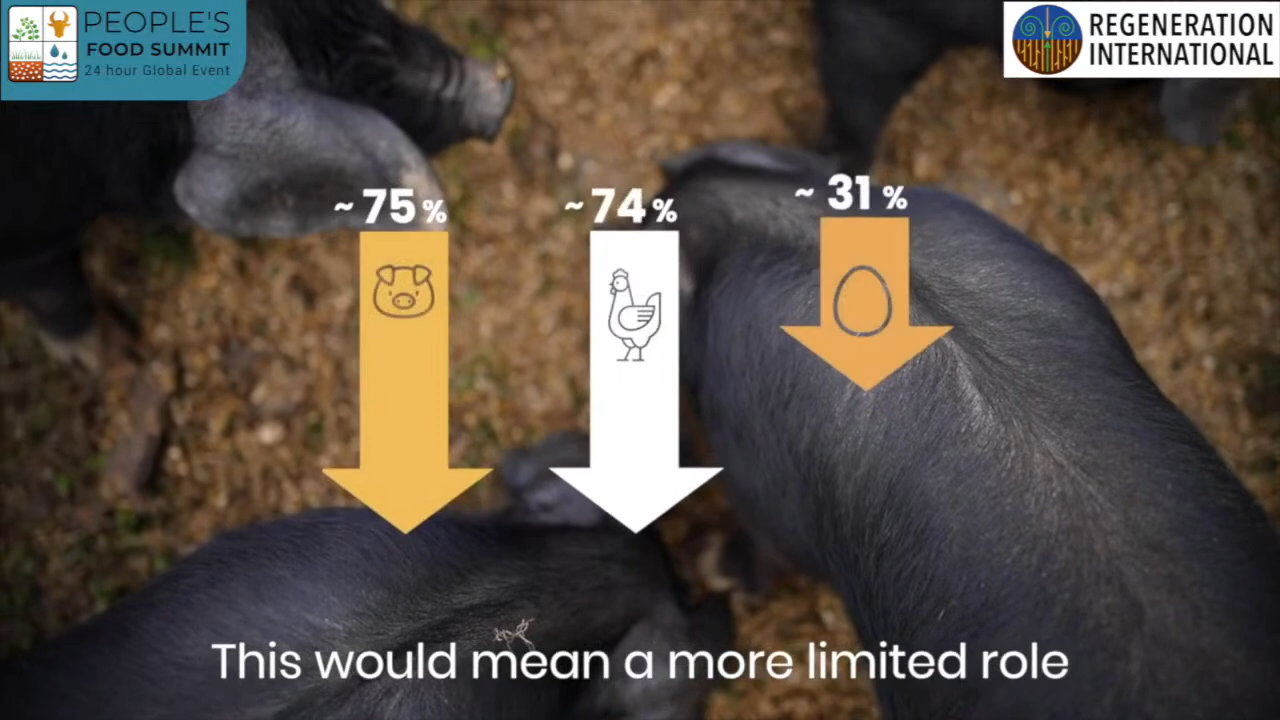 PEOPLE'S
FOOD SUMMIT
24 hour Global Event
REGENERATION
INTERNATIONAL
~ 75 %
~ 74 %
~ 31 %
This would mean a more limited role